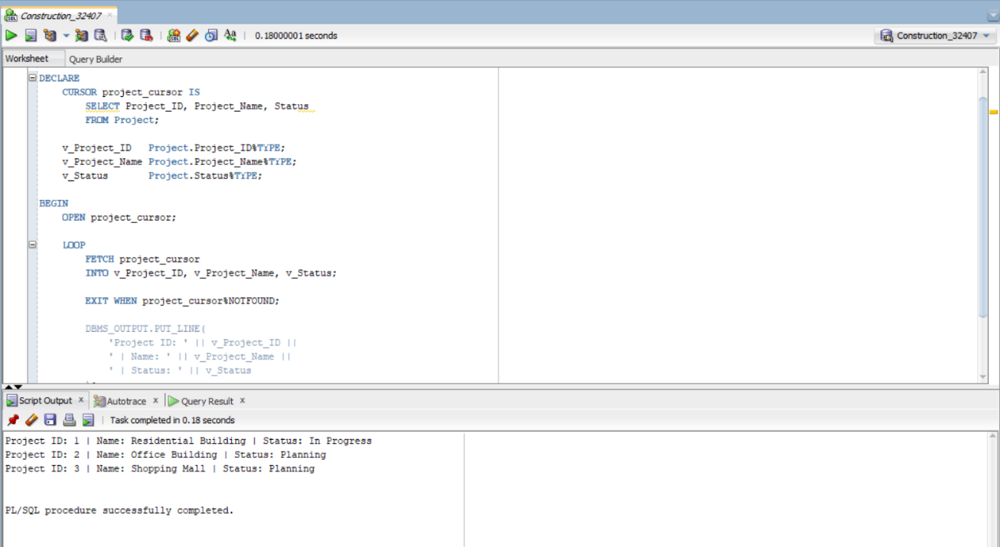 Construction_32407
0.18000001 seconds
Construction_32407
Worksheet Query Builder
DECLARE
CURSOR project_cursor IS
SELECT Project_ID, Project_Name, Status
FROM Project;
v_Project_ID Project.Project_ID%TYPE;
v_Project_Name Project.Project_Name%TYPE;
v_Status Project.Status%TYPE;
BEGIN
OPEN project_cursor;
LOOP
FETCH project_cursor
INTO v_Project_ID, v_Project_Name, v_Status;
EXIT WHEN project_cursor%NOTFOUND;
DBMS_OUTPUT.PUT_LINE(
'Project ID: ' || v_Project_ID ||
' | Name: ' || v_Project_Name ||
' | Status: ' || v_Status
Script Output x Autotrace x Query Result x
Task completed in 0.18 seconds
Project ID: 1 | Name: Residential Building | Status: In Progress
Project ID: 2 | Name: Office Building | Status: Planning
Project ID: 3 | Name: Shopping Mall | Status: Planning
PL/SQL procedure successfully completed.